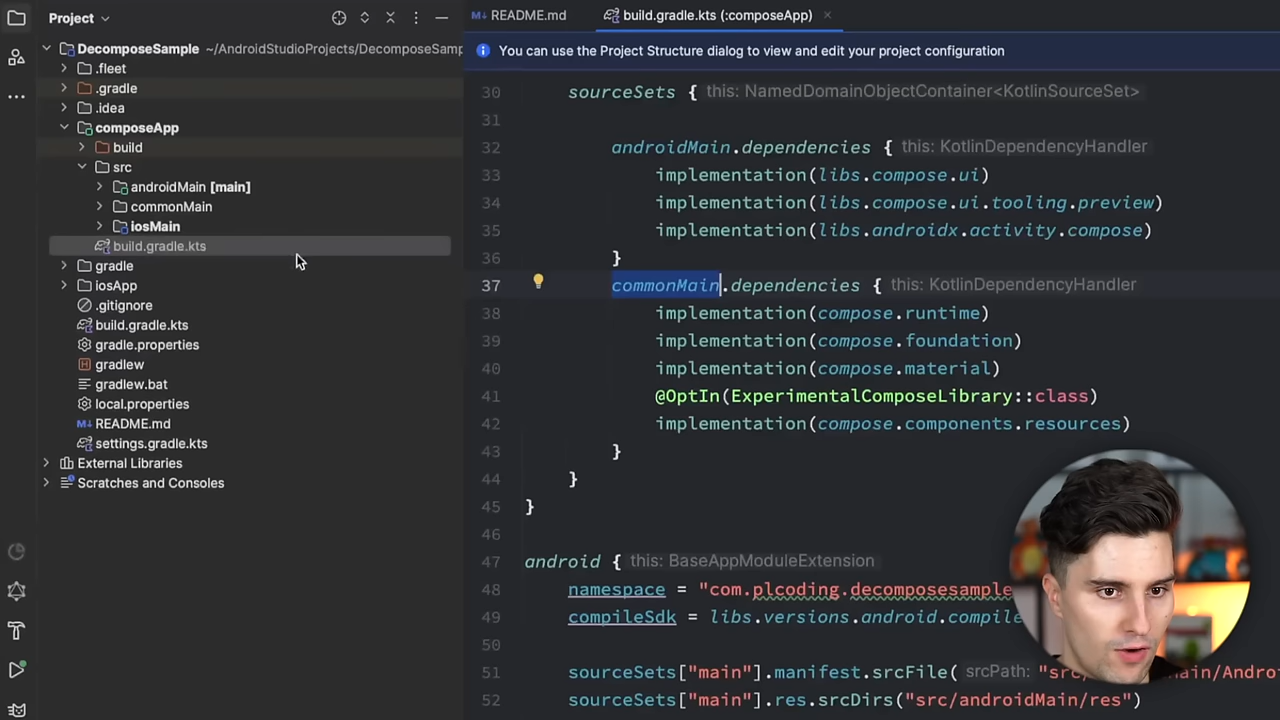 Project
README.md
build.gradle.kts (:composeApp)
DecomposeSample ~/AndroidStudioProjects/DecomposeSamp
You can use the Project Structure dialog to view and edit your project configuration
.fleet
.gradle
.idea
composeApp
build
src
androidMain [main]
commonMain
iosMain
build.gradle.kts
gradle
iosApp
.gitignore
build.gradle.kts
gradle.properties
gradlew
gradlew.bat
local.properties
README.md
settings.gradle.kts
External Libraries
Scratches and Consoles
30 sourceSets { this: NamedDomainObjectContainer<KotlinSourceSet>
31
32 androidMain.dependencies { this: KotlinDependencyHandler
33 implementation(libs.compose.ui)
34 implementation(libs.compose.ui.tooling.preview)
35 implementation(libs.androidx.activity.compose)
36 }
37 commonMain.dependencies { this: KotlinDependencyHandler
38 implementation(compose.runtime)
39 implementation(compose.foundation)
40 implementation(compose.material)
41 @OptIn(ExperimentalComposeLibrary::class)
42 implementation(compose.components.resources)
43 }
44 }
45 }
46
47 android { this: BaseAppModuleExtension
48 namespace = "com.plcoding.decomposesample
49 compileSdk = libs.versions.android.compile
50
51 sourceSets["main"].manifest.srcFile( srcPath: "src/ main/Andro
52 sourceSets["main"].res.srcDirs("src/androidMain/res")